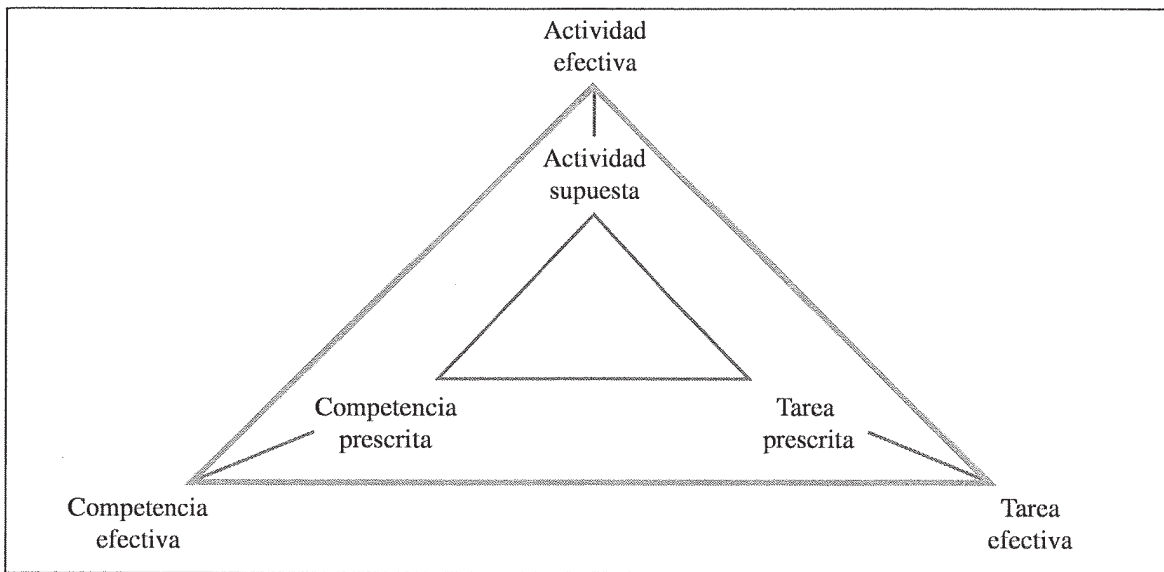 Actividad
efectiva
Actividad
supuesta
Competencia
prescrita
Tarea
prescrita
Competencia
efectiva
Tarea
efectiva